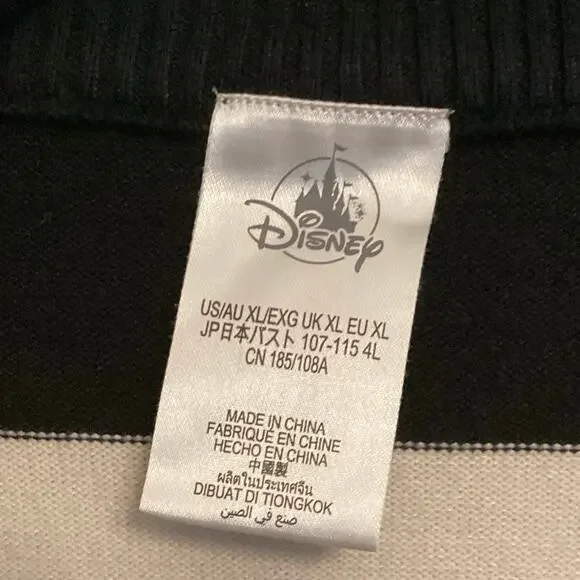 Disney
US/AU XL/EXG UK XL EU XL
JP日本バスト 107-115 4L
CN 185/108A
MADE IN CHINA
FABRIQUÉ EN CHINE
HECHO EN CHINA
中國製
ผลิตในประเทศจีน
DIBUAT DI TIONGKOK
صنع في الصين